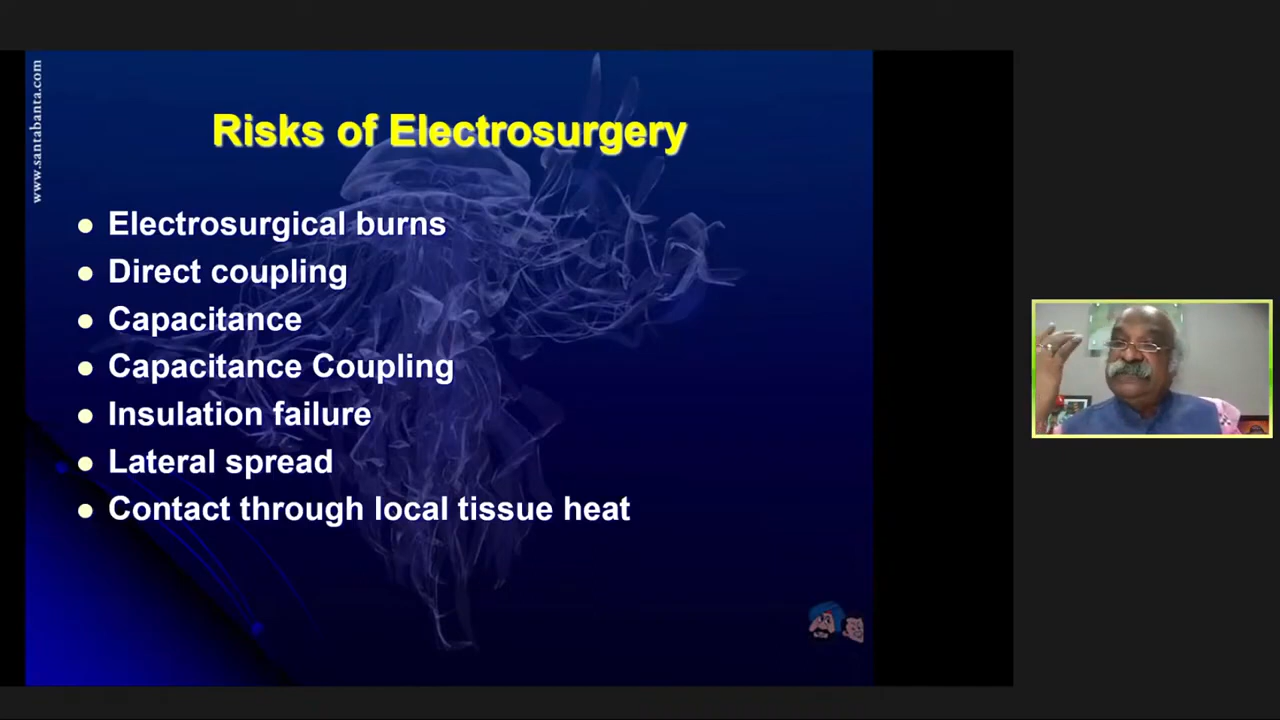 www.santabanta.com
Risks of Electrosurgery
Electrosurgical burns
Direct coupling
Capacitance
Capacitance Coupling
Insulation failure
Lateral spread
Contact through local tissue heat